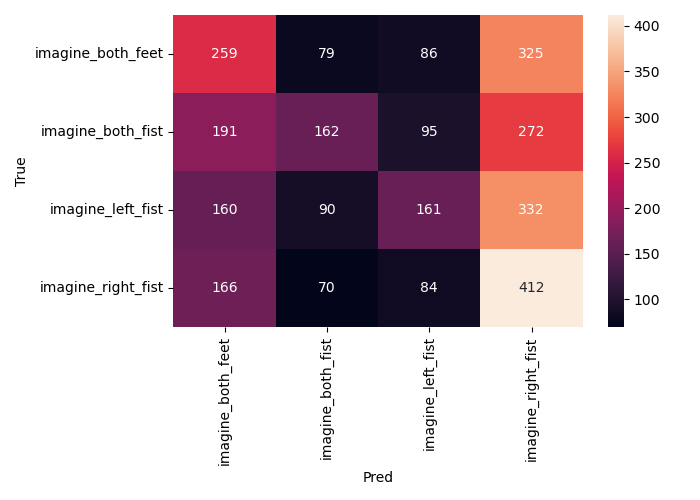 imagine_both_feet 259 79 86 325
imagine_both_fist 191 162 95 272
imagine_left_fist 160 90 161 332
imagine_right_fist 166 70 84 412
imagine_both_feet
imagine_both_fist
imagine_left_fist
imagine_right_fist
True
Pred
400
350
300
250
200
150
100